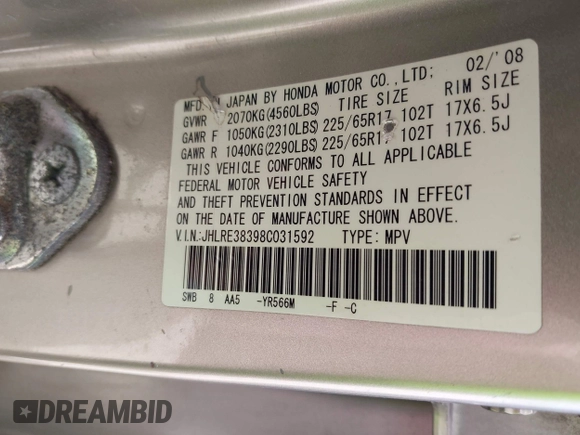 MFD. IN JAPAN BY HONDA MOTOR CO.,LTD; 02/'08
GVWR 2070KG(4560LBS) TIRE SIZE RIM SIZE
GAWR F 1050KG(2310LBS) 225/65R17 102T 17X6.5J
GAWR R 1040KG(2290LBS) 225/65R17 102T 17X6.5J
THIS VEHICLE CONFORMS TO ALL APPLICABLE
FEDERAL MOTOR VEHICLE SAFETY
AND THEFT PREVENTION STANDARDS IN EFFECT
ON THE DATE OF MANUFACTURE SHOWN ABOVE.
V.I.N:JHLRE38398C031592 TYPE: MPV
SWB 8 AA5 -YR566M -F -C
DREAMBID